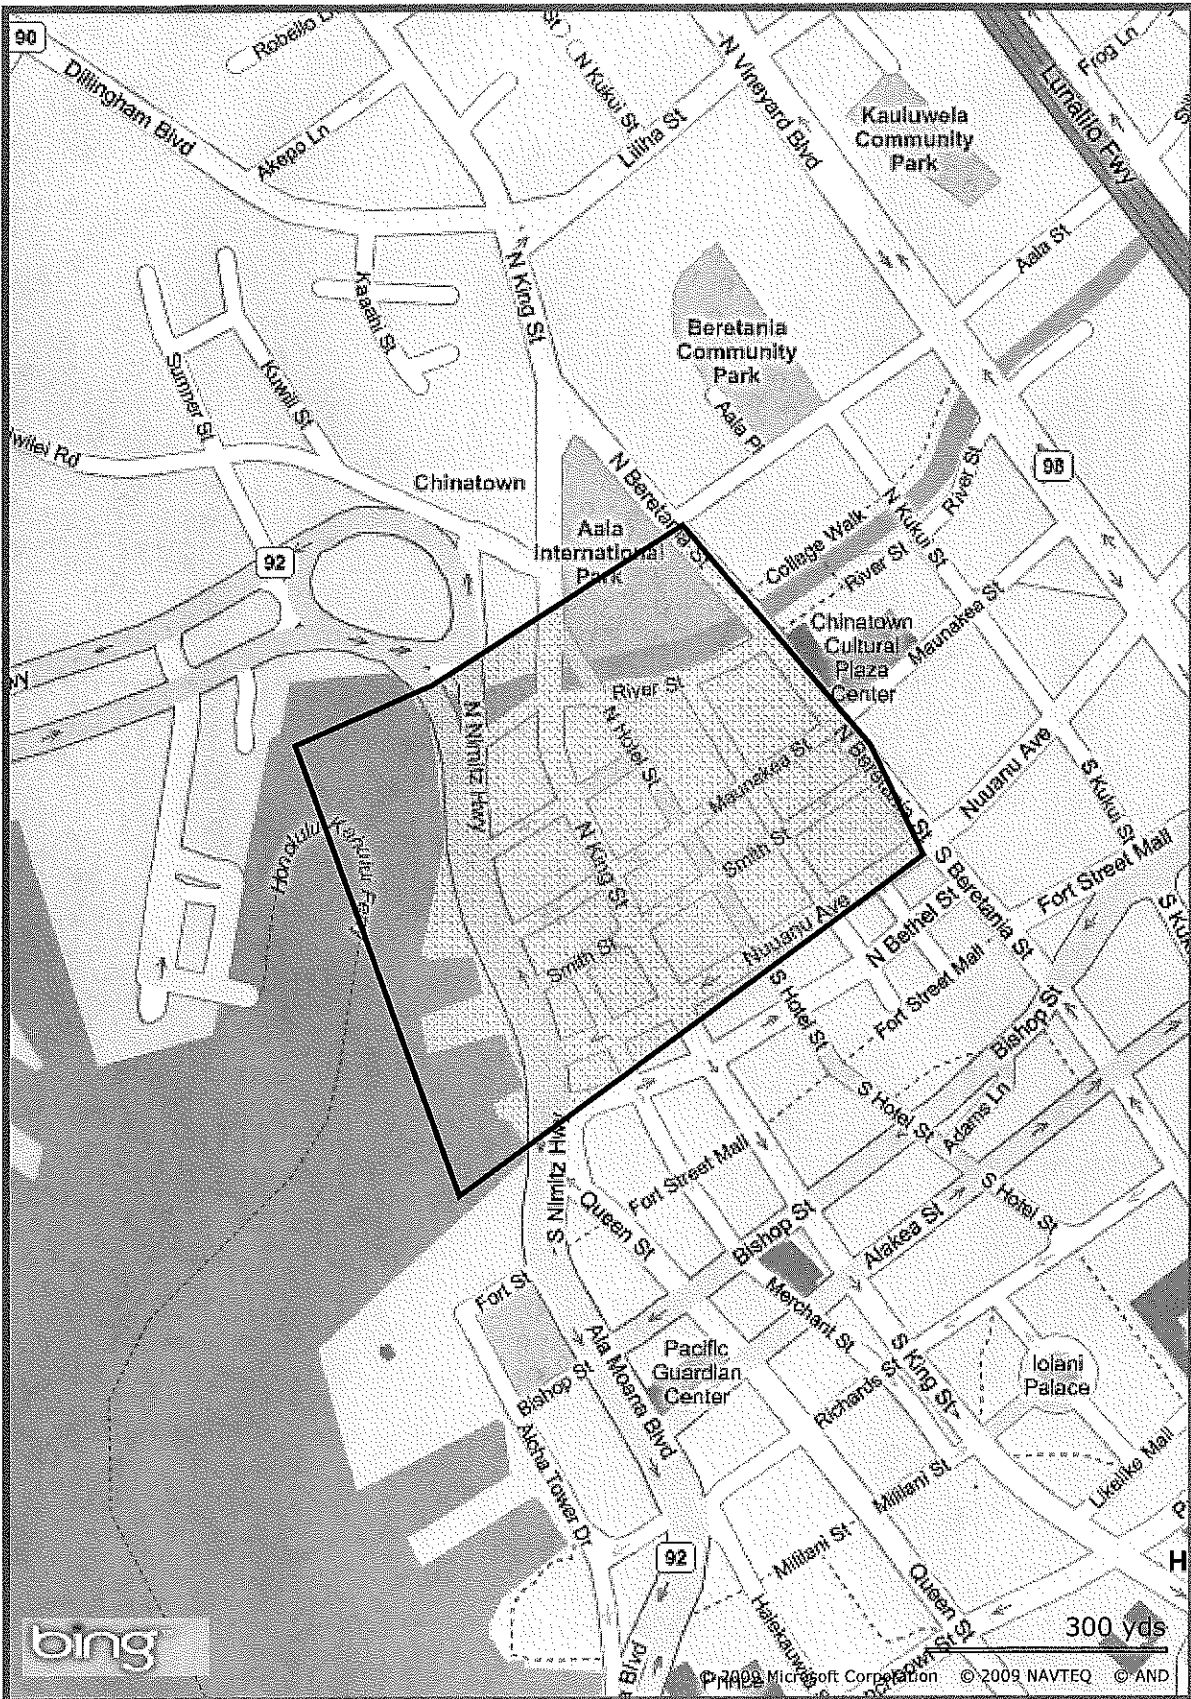 90
Robello Ln
Dillingham Blvd
Akepo Ln
St
N Kukui St
Liliha St
N Vineyard Blvd
Kauluwela
Community
Park
Lunalilo Fwy
Frog Ln
Aala St
N King St
Kaaahi St
Sumner St
Kuwili St
wilei Rd
Beretania
Community
Park
Aala Pl
Chinatown
N Beretania St
98
Aala
International
Park
92
College Walk
N Kukui St
River St
River St
Chinatown
Cultural
Plaza
Center
Maunakea St
wy
River St
N Nimitz Hwy
N Hotel St
Maunakea St
N Beretania St
Nuuanu Ave
S Kukui St
Honolulu
N King St
Smith St
S Beretania St
Fort Street Mall
Smith St
Nuuanu Ave
N Bethel St
S Kuk
S Hotel St
Fort Street Mall
Bishop St
S Hotel St
Adams Ln
S Nimitz Hwy
Fort Street Mall
Queen St
Bishop St
Alakea St
S Hotel St
Fort St
Merchant St
Ala Moana Blvd
Pacific
Guardian
Center
S King St
Iolani
Palace
Bishop St
Richards St
Aloha Tower Dr
Mililani St
Likelike Mall
92
Mililani St
H
Queen St
300 yds
bing
a Blvd
© 2009 Microsoft Corporation © 2009 NAVTEQ © AND